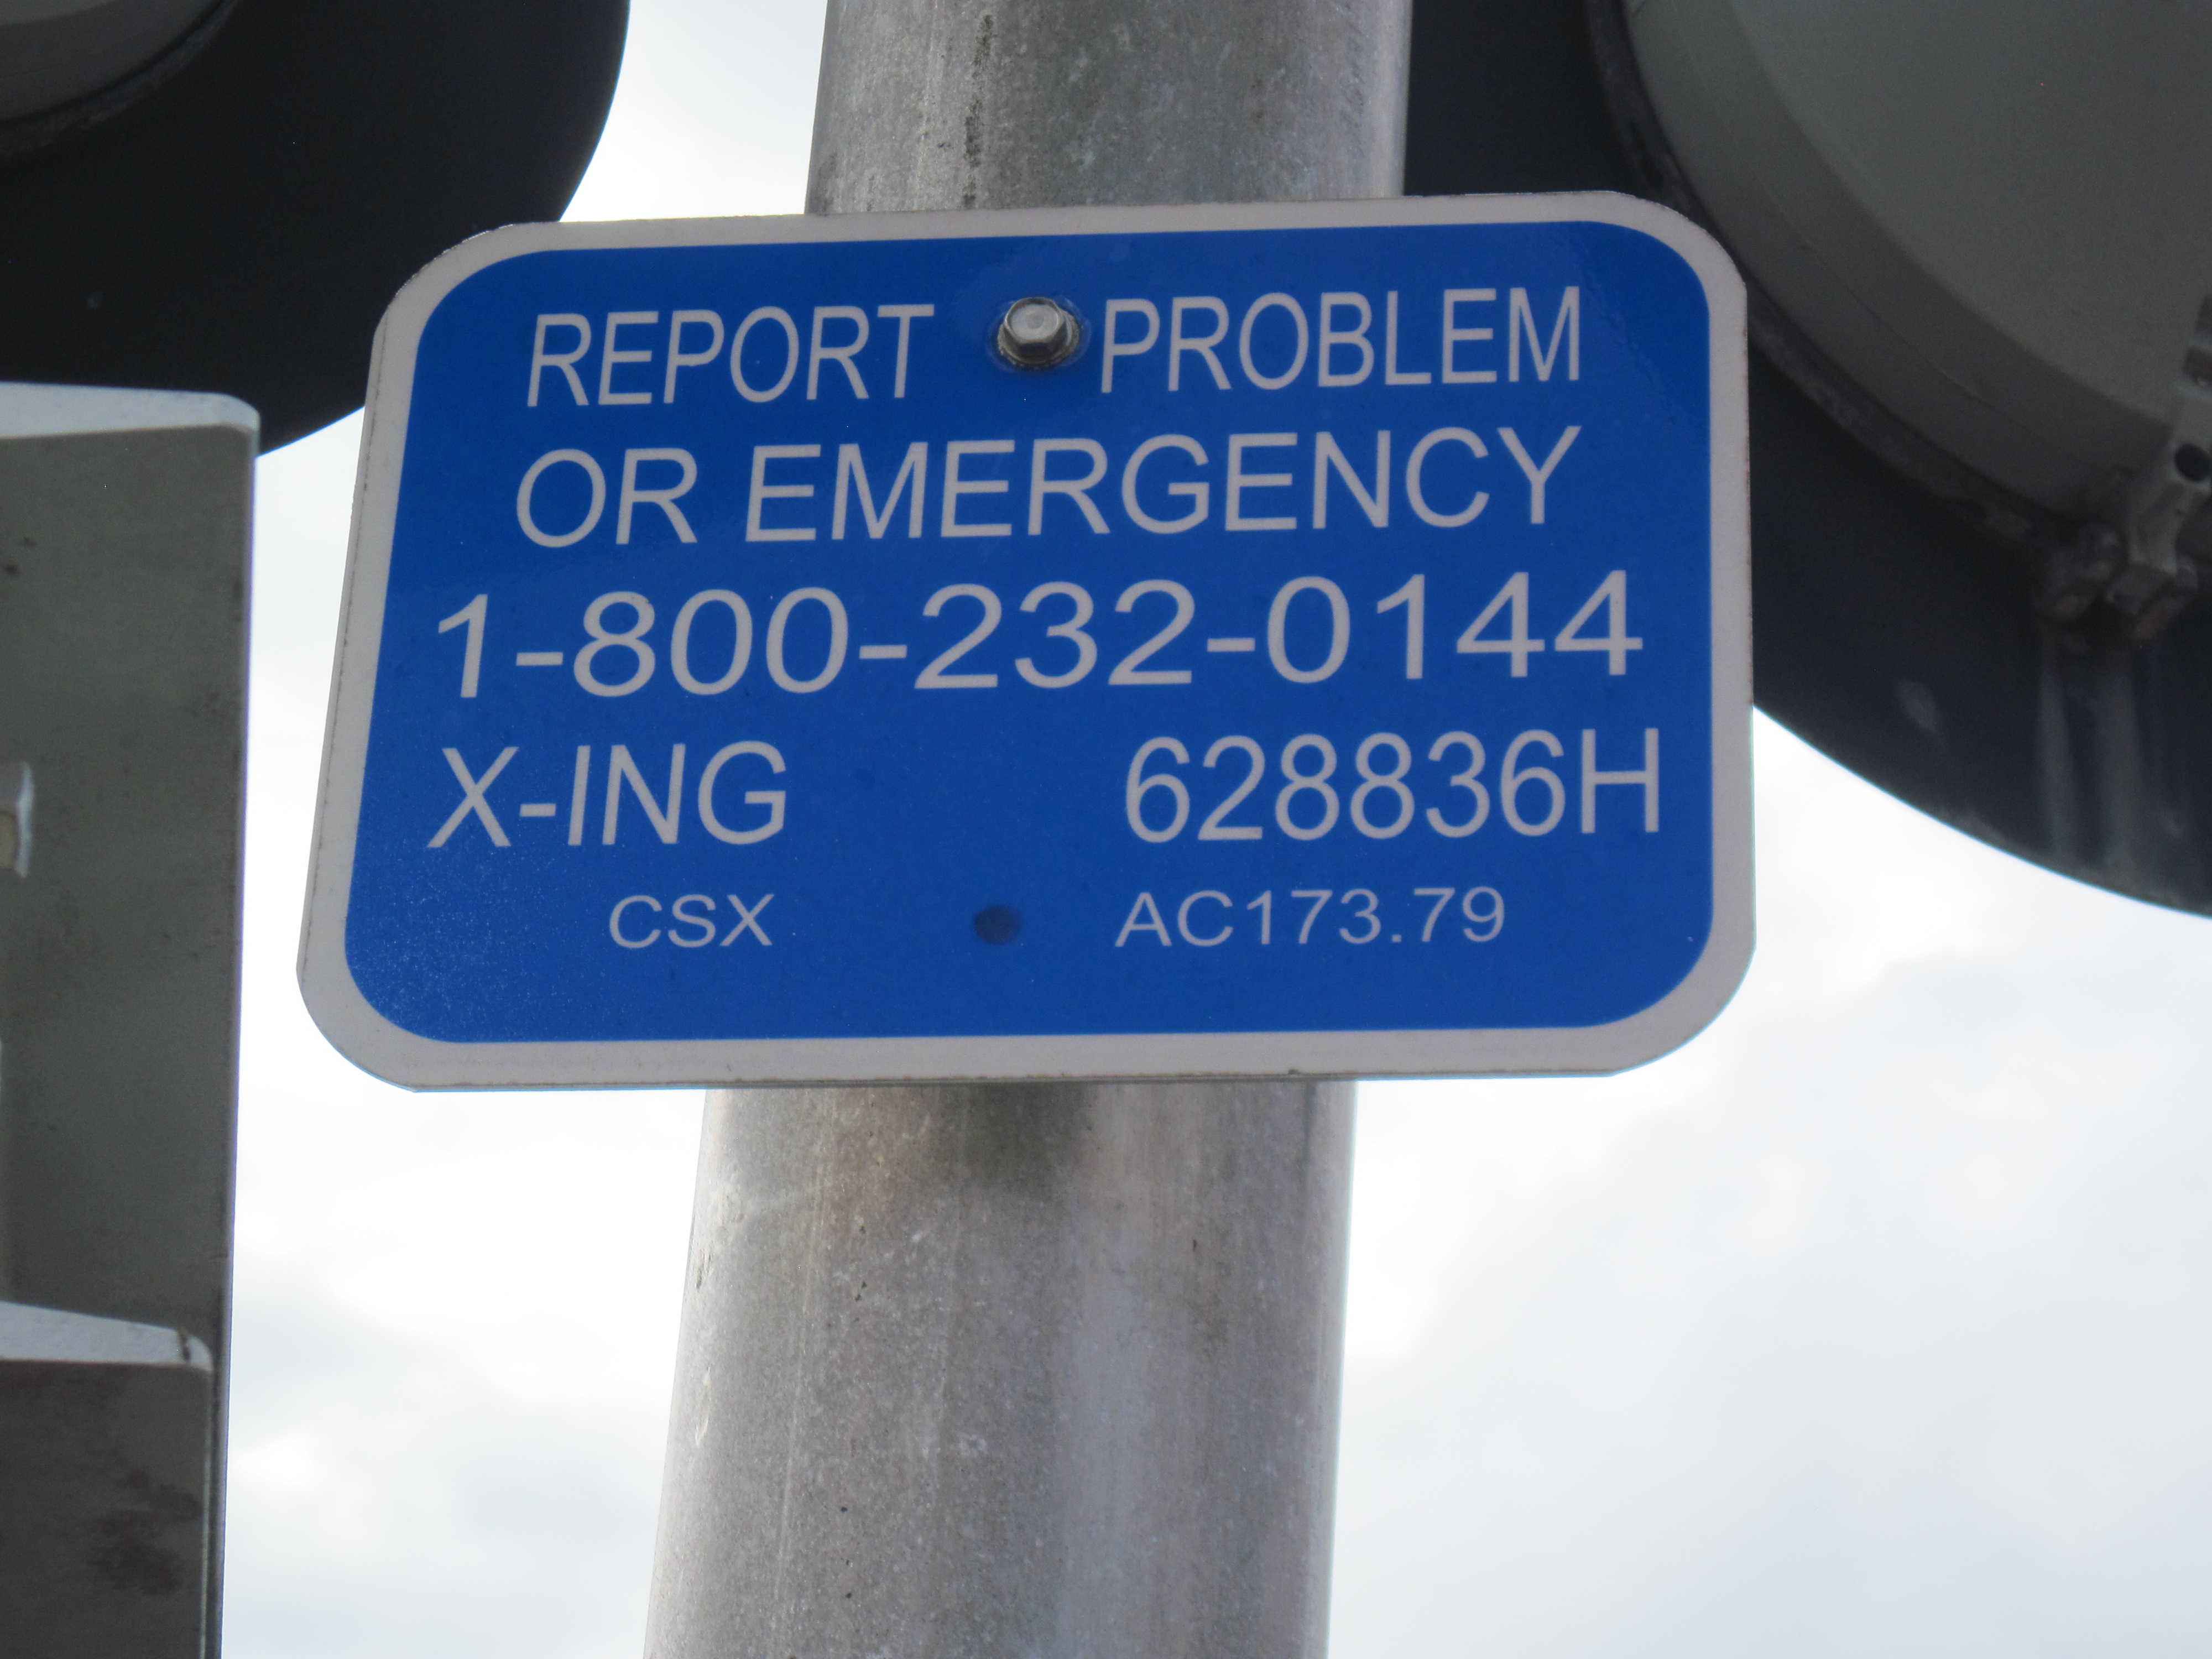 REPORT PROBLEM
OR EMERGENCY
1-800-232-0144
X-ING 628836H
CSX AC173.79